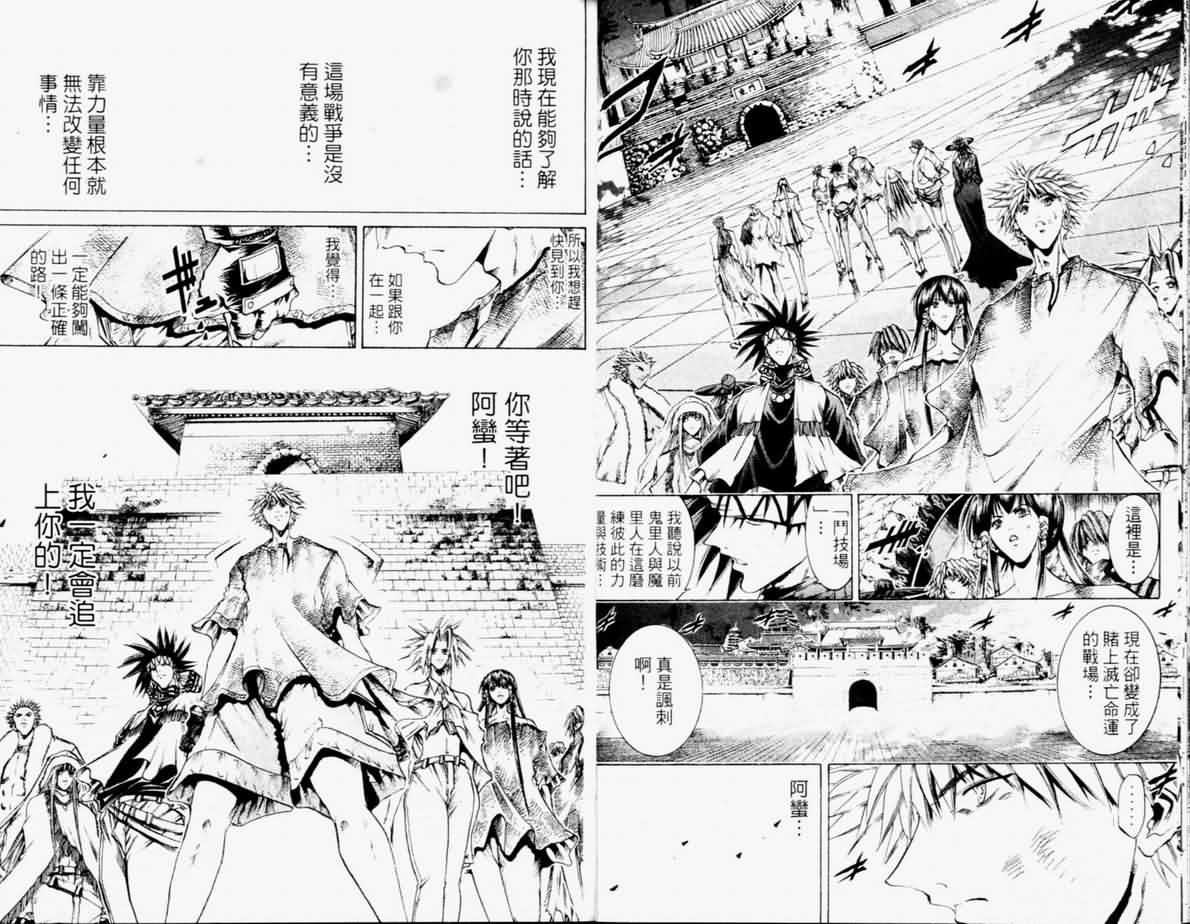 這裡是…
「鬥技場
」…
我聽說以前
鬼里人與魔
里人在這磨
練彼此的力
量與技術…
現在卻變成了
賭上滅亡命運
的戰場…
真是諷刺
啊！
……
阿蠻…
我現在能夠了解
你那時說的話…
這場戰爭是沒
有意義的…
靠力量根本就
無法改變任何
事情…
所以我想趕
快見到你…
如果跟你
在一起…
我覺得…
一定能夠闖
出一條正確
的路！
你等著吧！
阿蠻！
我一定會追
上你的！